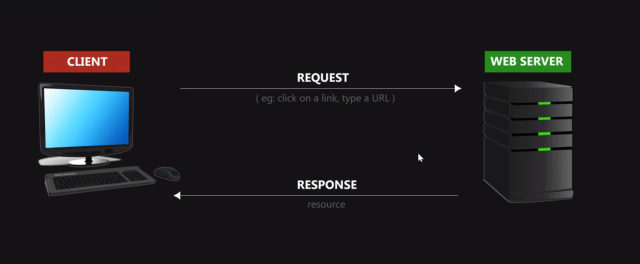 CLIENT
WEB SERVER
REQUEST
( eg: click on a link, type a URL )
RESPONSE
resource